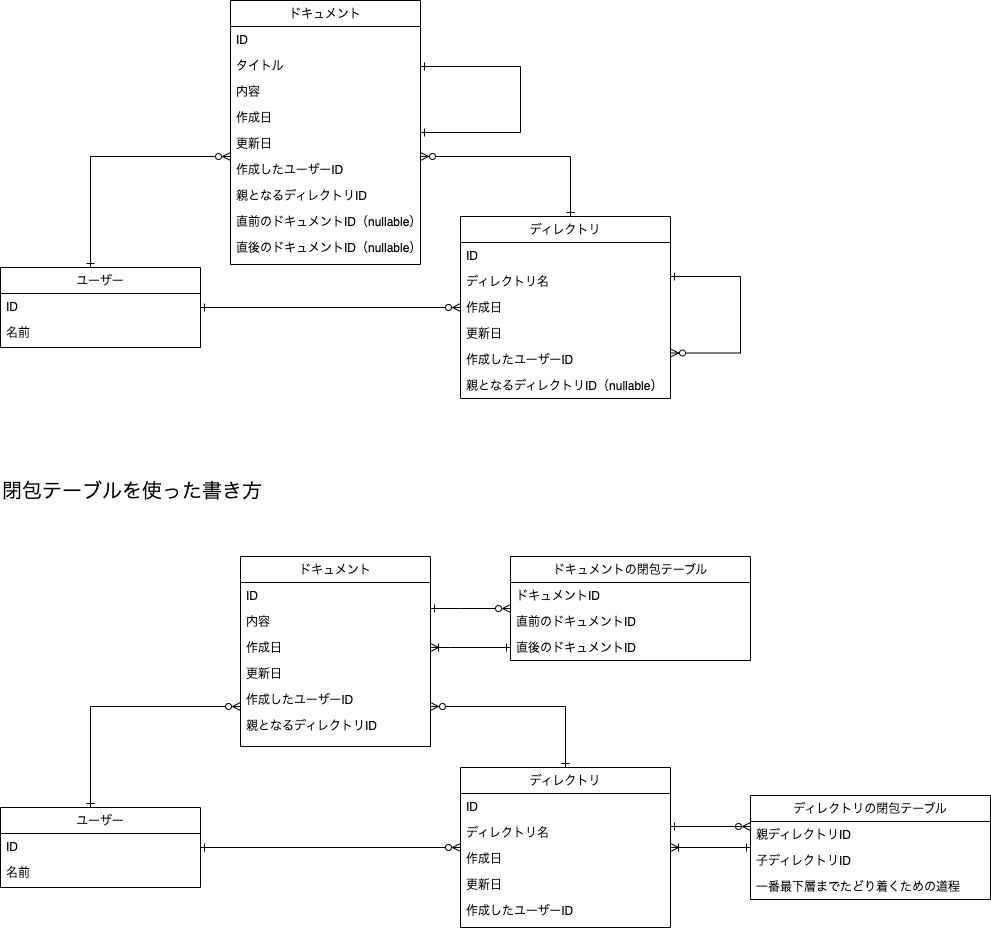 ドキュメント
ID
タイトル
内容
作成日
更新日
作成したユーザーID
親となるディレクトリID
直前のドキュメントID（nullable）
直後のドキュメントID（nullable）
ディレクトリ
ID
ディレクトリ名
作成日
更新日
作成したユーザーID
親となるディレクトリID（nullable）
ユーザー
ID
名前
閉包テーブルを使った書き方
ドキュメント
ID
内容
作成日
更新日
作成したユーザーID
親となるディレクトリID
ドキュメントの閉包テーブル
ドキュメントID
直前のドキュメントID
直後のドキュメントID
ディレクトリ
ID
ディレクトリ名
作成日
更新日
作成したユーザーID
ディレクトリの閉包テーブル
親ディレクトリID
子ディレクトリID
一番最下層までたどり着くための道程
ユーザー
ID
名前